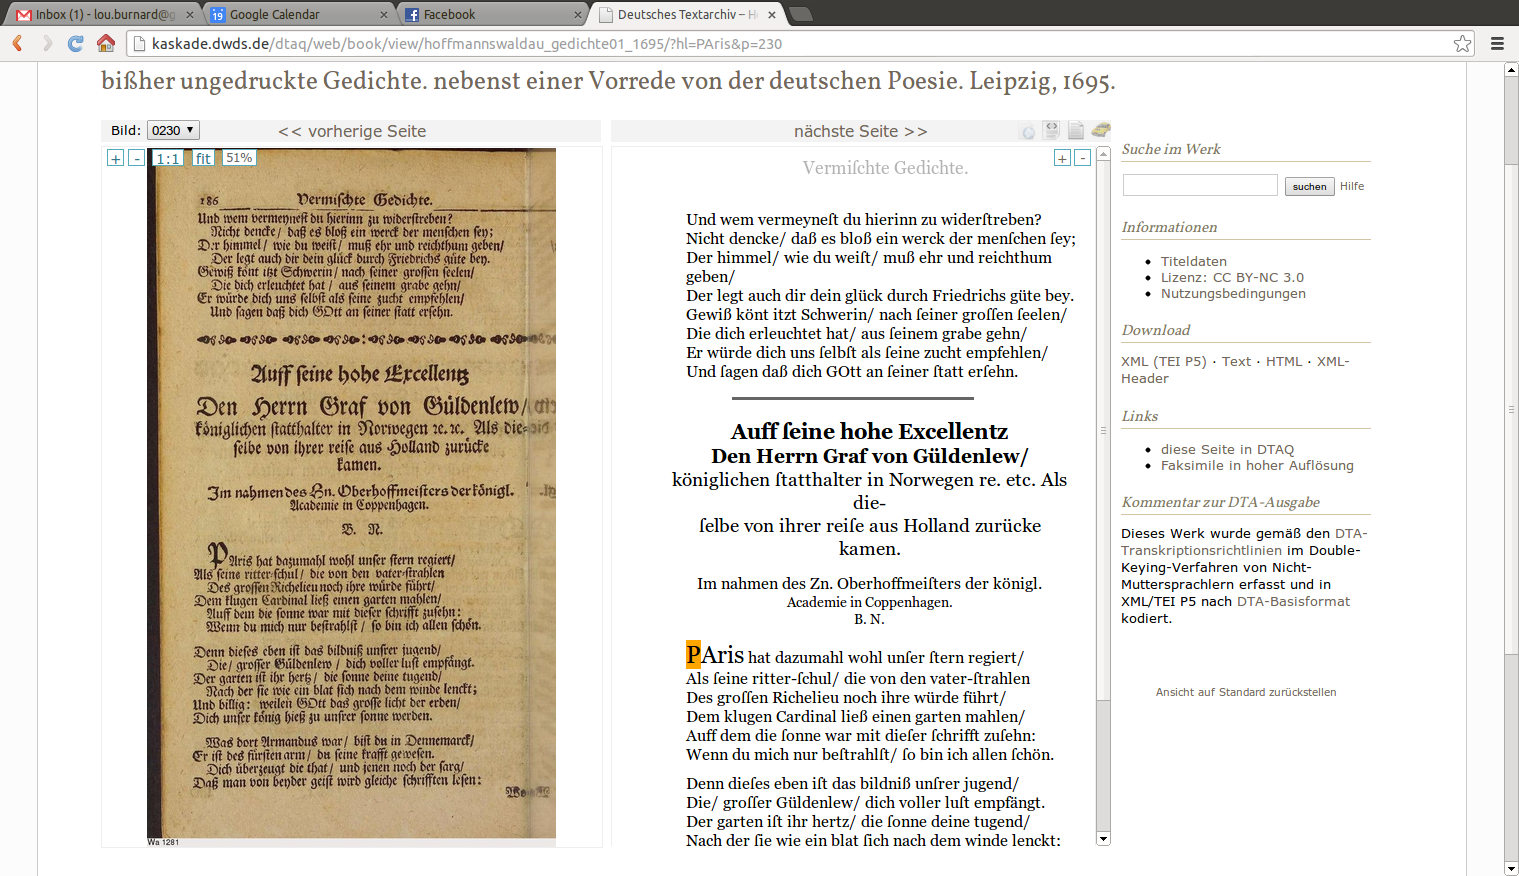 Inbox (1) - lou.burnard@g
Google Calendar
Facebook
Deutsches Textarchiv – H
kaskade.dwds.de/dtaq/web/book/view/hoffmannswaldau_gedichte01_1695/?hl=PAris&p=230
bißher ungedruckte Gedichte. nebenst einer Vorrede von der deutschen Poesie. Leipzig, 1695.
Bild: 0230
<< vorherige Seite
nächste Seite >>
+ - 1:1 fit 51%
186 Vermiſchte Gedichte.
Und wem vermeyneſt du hierinn zu widerſtreben?
Nicht dencke/ daß es bloß ein werck der menſchen ſey;
Der himmel/ wie du weiſt/ muß ehr und reichthum geben/
Der legt auch dir dein glück durch Friedrichs güte bey.
Gewiß könt itzt Schwerin/ nach ſeiner groſſen ſeelen/
Die dich erleuchtet hat/ aus ſeinem grabe gehn/
Er würde dich uns ſelbſt als ſeine zucht empfehlen/
Und ſagen daß dich GOtt an ſeiner ſtatt erſehn.
Auff ſeine hohe Excellentz
Den Herrn Graf von Güldenlew/
königlichen ſtatthalter in Norwegen ꝛc. ꝛc. Als die-
ſelbe von ihrer reiſe aus Holland zurücke
kamen.
Im nahmen des Hn. Oberhoffmeiſters der königl.
Academie in Coppenhagen.
B. N.
PAris hat dazumahl wohl unſer ſtern regiert/
Als ſeine ritter-ſchul/ die von den vater-ſtrahlen
Des groſſen Richelieu noch ihre würde führt/
Dem klugen Cardinal ließ einen garten mahlen/
Auff dem die ſonne war mit dieſer ſchrifft zuſehn:
Wenn du mich nur beſtrahlſt/ ſo bin ich allen ſchön.
Denn dieſes eben iſt das bildniß unſrer jugend/
Die/ groſſer Güldenlew/ dich voller luſt empfängt.
Der garten iſt ihr hertz/ die ſonne deine tugend/
Nach der ſie wie ein blat ſich nach dem winde lenckt;
Und billig: weilen GOtt das groſſe licht der erden/
Dich unſer könig hieß zu unſrer ſonne werden.
Was dort Armandus war/ biſt du in Dennemarck/
Er iſt des fürſten arm/ du ſeine krafft geweſen.
Dich überzeugt die that/ und jenen noch der ſarg/
Daß man von beyder geiſt wird gleiche ſchrifften leſen:
Wa 1281
+ -
Vermiſchte Gedichte.
Und wem vermeyneſt du hierinn zu widerſtreben?
Nicht dencke/ daß es bloß ein werck der menſchen ſey;
Der himmel/ wie du weiſt/ muß ehr und reichthum
geben/
Der legt auch dir dein glück durch Friedrichs güte bey.
Gewiß könt itzt Schwerin/ nach ſeiner groſſen ſeelen/
Die dich erleuchtet hat/ aus ſeinem grabe gehn/
Er würde dich uns ſelbſt als ſeine zucht empfehlen/
Und ſagen daß dich GOtt an ſeiner ſtatt erſehn.
Auff ſeine hohe Excellentz
Den Herrn Graf von Güldenlew/
königlichen ſtatthalter in Norwegen re. etc. Als
die-
ſelbe von ihrer reiſe aus Holland zurücke
kamen.
Im nahmen des Zn. Oberhoffmeiſters der königl.
Academie in Coppenhagen.
B. N.
PAris hat dazumahl wohl unſer ſtern regiert/
Als ſeine ritter-ſchul/ die von den vater-ſtrahlen
Des groſſen Richelieu noch ihre würde führt/
Dem klugen Cardinal ließ einen garten mahlen/
Auff dem die ſonne war mit dieſer ſchrifft zuſehn:
Wenn du mich nur beſtrahlſt/ ſo bin ich allen ſchön.
Denn dieſes eben iſt das bildniß unſrer jugend/
Die/ groſſer Güldenlew/ dich voller luſt empfängt.
Der garten iſt ihr hertz/ die ſonne deine tugend/
Nach der ſie wie ein blat ſich nach dem winde lenckt:
Suche im Werk
suchen Hilfe
Informationen
Titeldaten
Lizenz: CC BY-NC 3.0
Nutzungsbedingungen
Download
XML (TEI P5) · Text · HTML · XML-
Header
Links
diese Seite in DTAQ
Faksimile in hoher Auflösung
Kommentar zur DTA-Ausgabe
Dieses Werk wurde gemäß den DTA-
Transkriptionsrichtlinien im Double-
Keying-Verfahren von Nicht-
Muttersprachlern erfasst und in
XML/TEI P5 nach DTA-Basisformat
kodiert.
Ansicht auf Standard zurückstellen